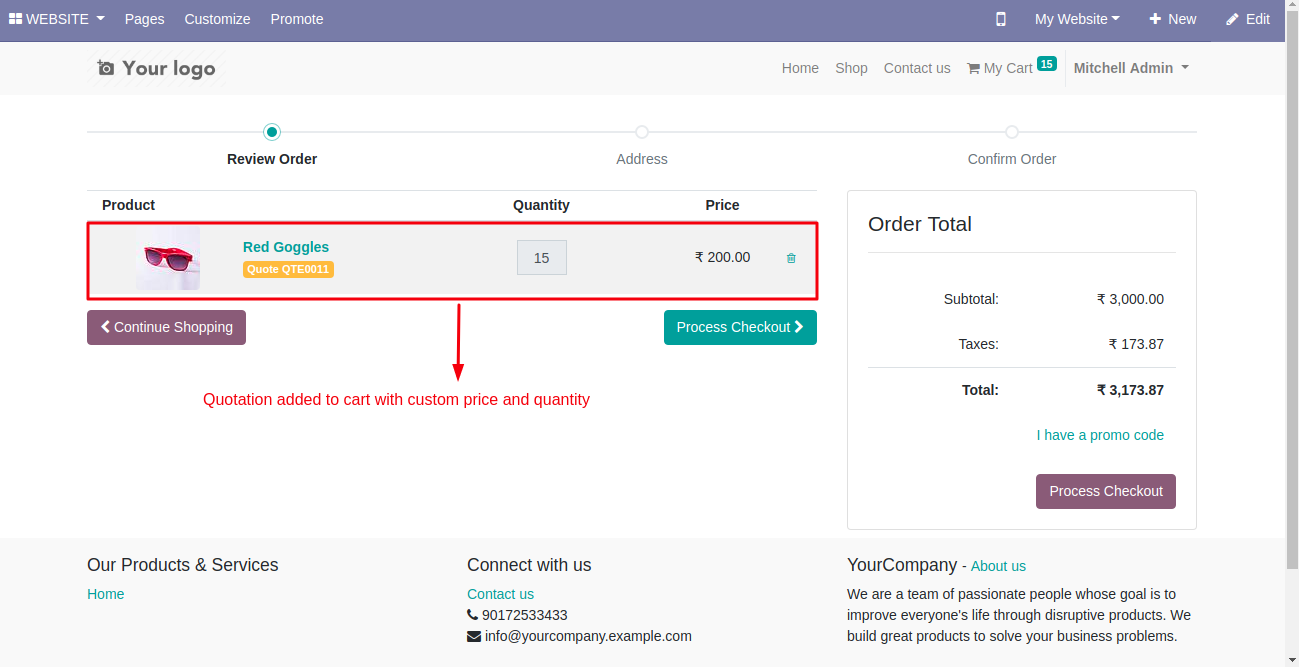 WEBSITE Pages Customize Promote My Website New Edit
Your logo Home Shop Contact us My Cart 15 Mitchell Admin
Review Order Address Confirm Order
Product Quantity Price
Red Goggles
Quote QTE0011
15 ₹ 200.00
Continue Shopping Process Checkout
Quotation added to cart with custom price and quantity
Order Total
Subtotal: ₹ 3,000.00
Taxes: ₹ 173.87
Total: ₹ 3,173.87
I have a promo code
Process Checkout
Our Products & Services
Home
Connect with us
Contact us
90172533433
info@yourcompany.example.com
YourCompany - About us
We are a team of passionate people whose goal is to
improve everyone's life through disruptive products. We
build great products to solve your business problems.